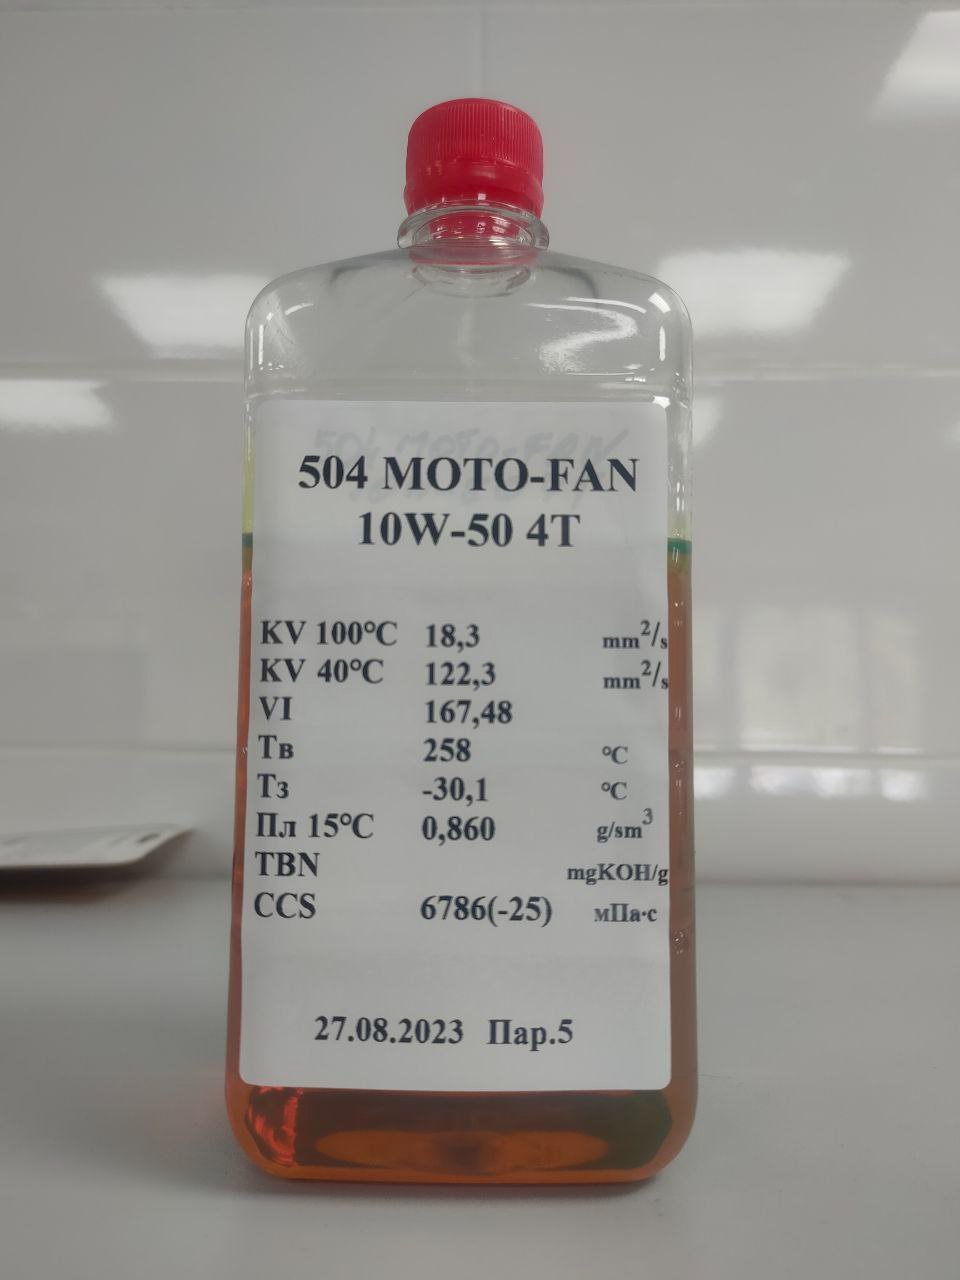 504 MOTO-FAN
10W-50 4T
KV 100°C 18,3 mm²/s
KV 40°C 122,3 mm²/s
VI 167,48
Тв 258 °C
Тз -30,1 °C
Пл 15°C 0,860 g/sm³
TBN mgKOH/g
CCS 6786(-25) мПа·с
27.08.2023 Пар.5